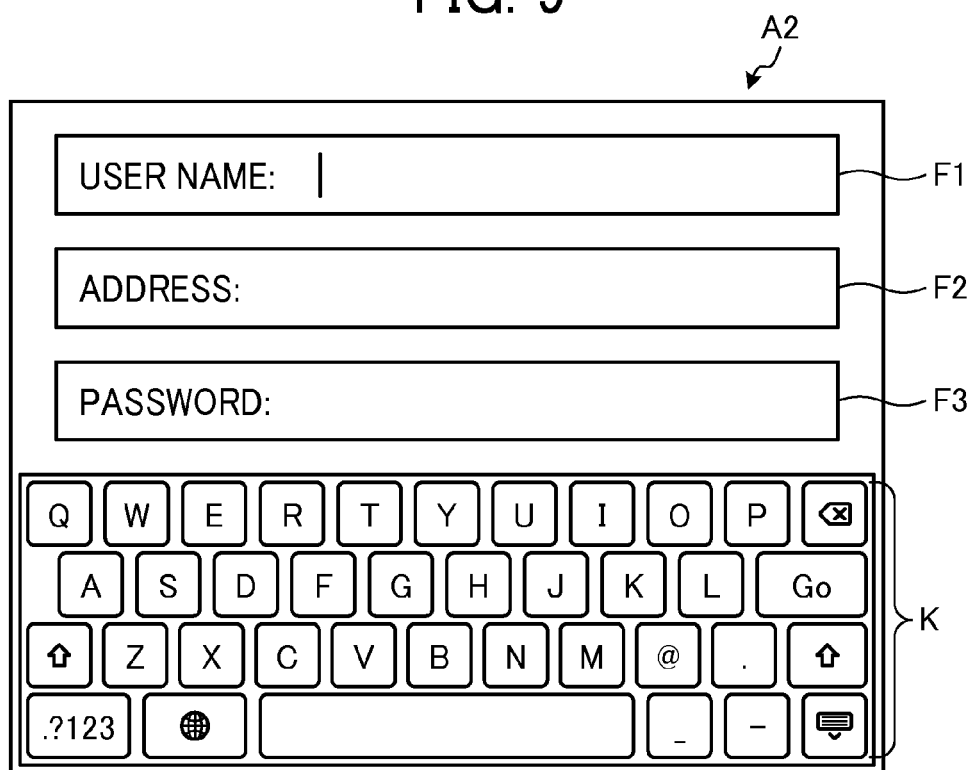 A2
USER NAME:
F1
ADDRESS:
F2
PASSWORD:
F3
Q W E R T Y U I O P
A S D F G H J K L Go
K
Z X C V B N M @ .
.?123 _ –